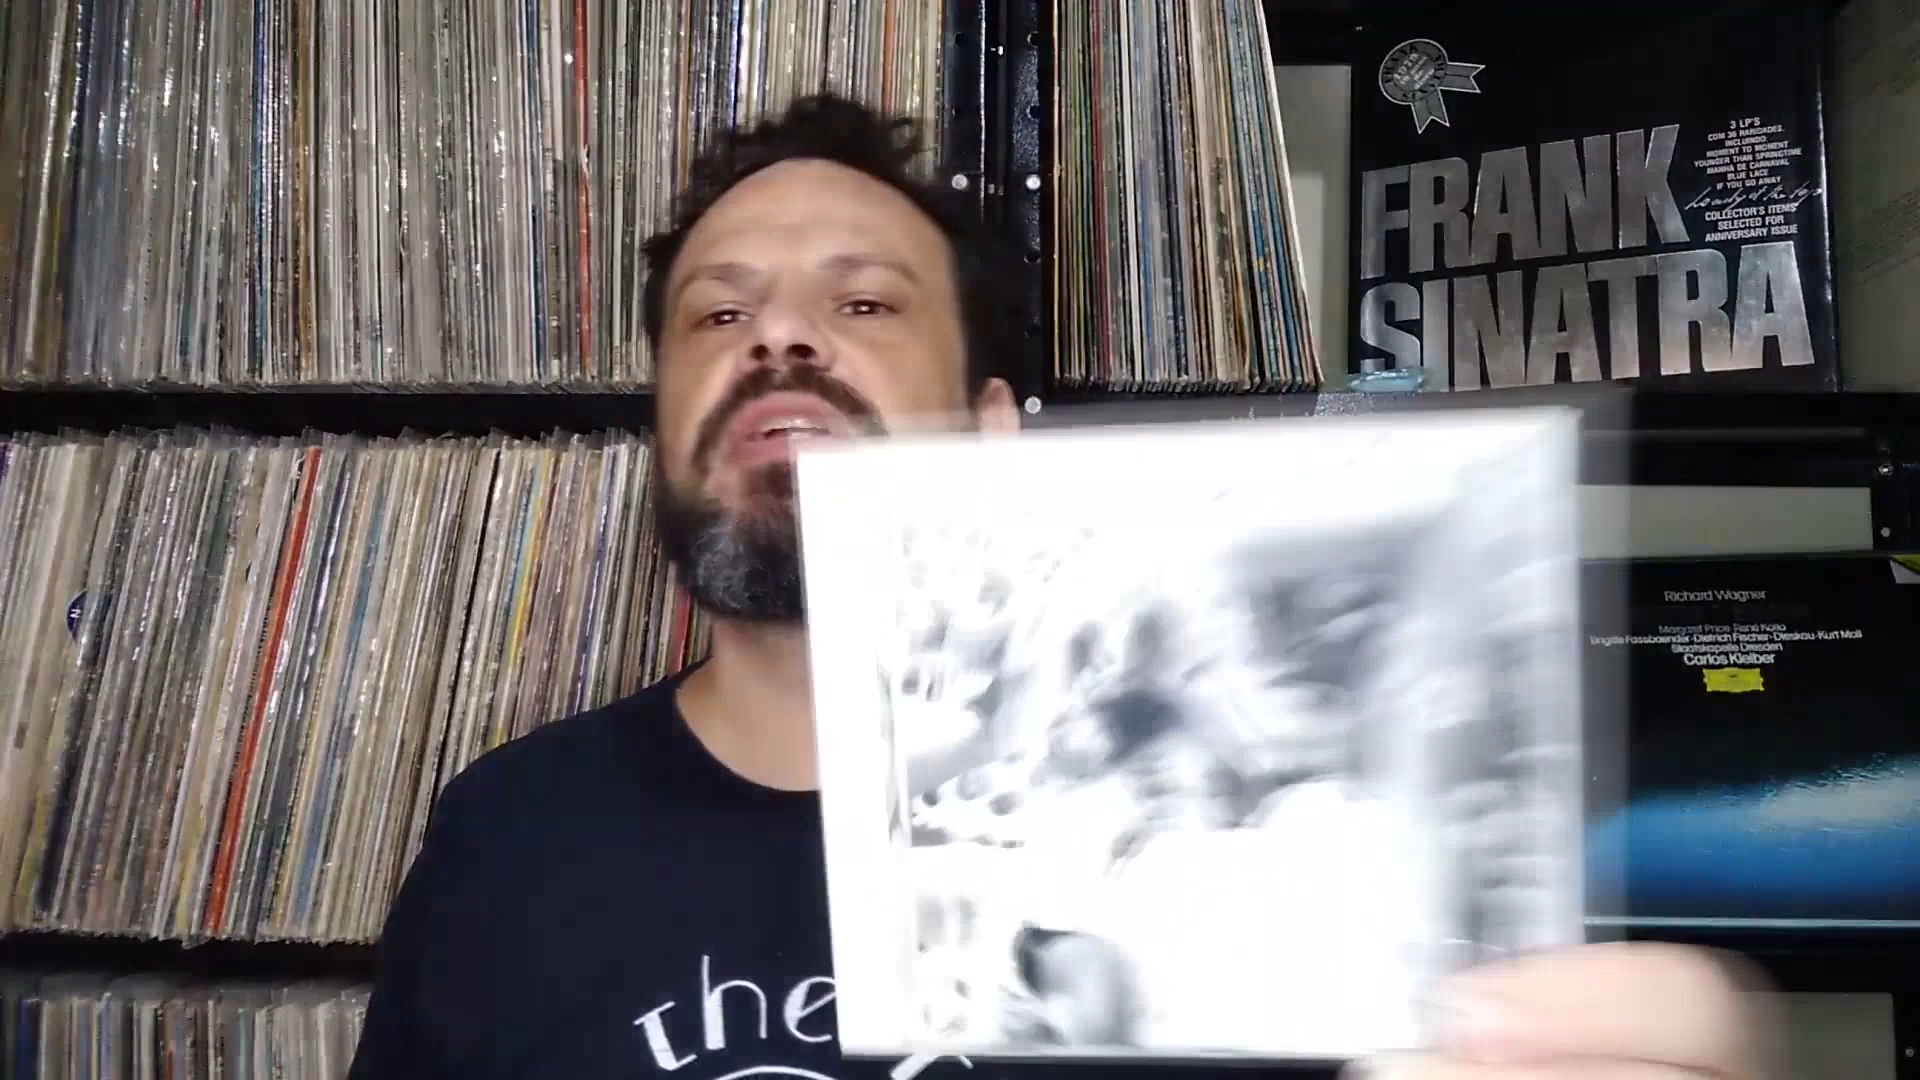 3 LP'S
COM 36 RARIDADES.
INCLUINDO:
MOMENT TO MOMENT
YOUNGER THAN SPRINGTIME
MANHA DE CARNAVAL
BLUE LACE
IF YOU GO AWAY
COLLECTOR'S ITEMS
SELECTED FOR
ANNIVERSARY ISSUE
FRANK
SINATRA
Richard Wagner
Margaret Price·René Kollo
Brigitte Fassbaender·Dietrich Fischer-Dieskau·Kurt Moll
Staatskapelle Dresden
Carlos Kleiber
the